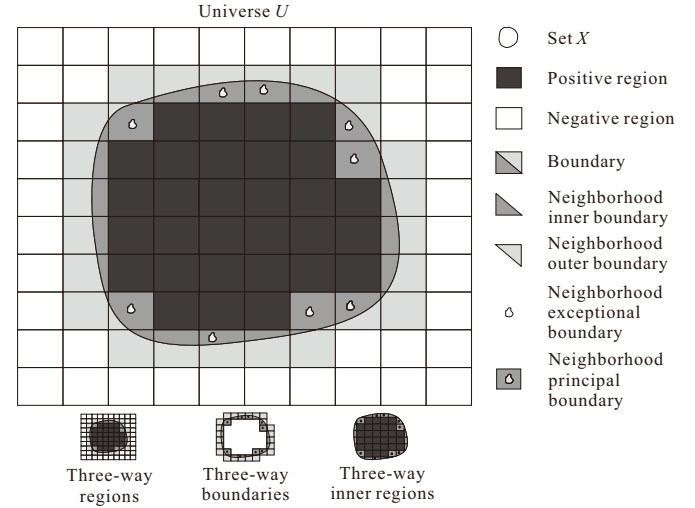 Universe U
Set X
Positive region
Negative region
Boundary
Neighborhood
inner boundary
Neighborhood
outer boundary
Neighborhood
exceptional
boundary
Neighborhood
principal
boundary
Three-way
regions
Three-way
boundaries
Three-way
inner regions